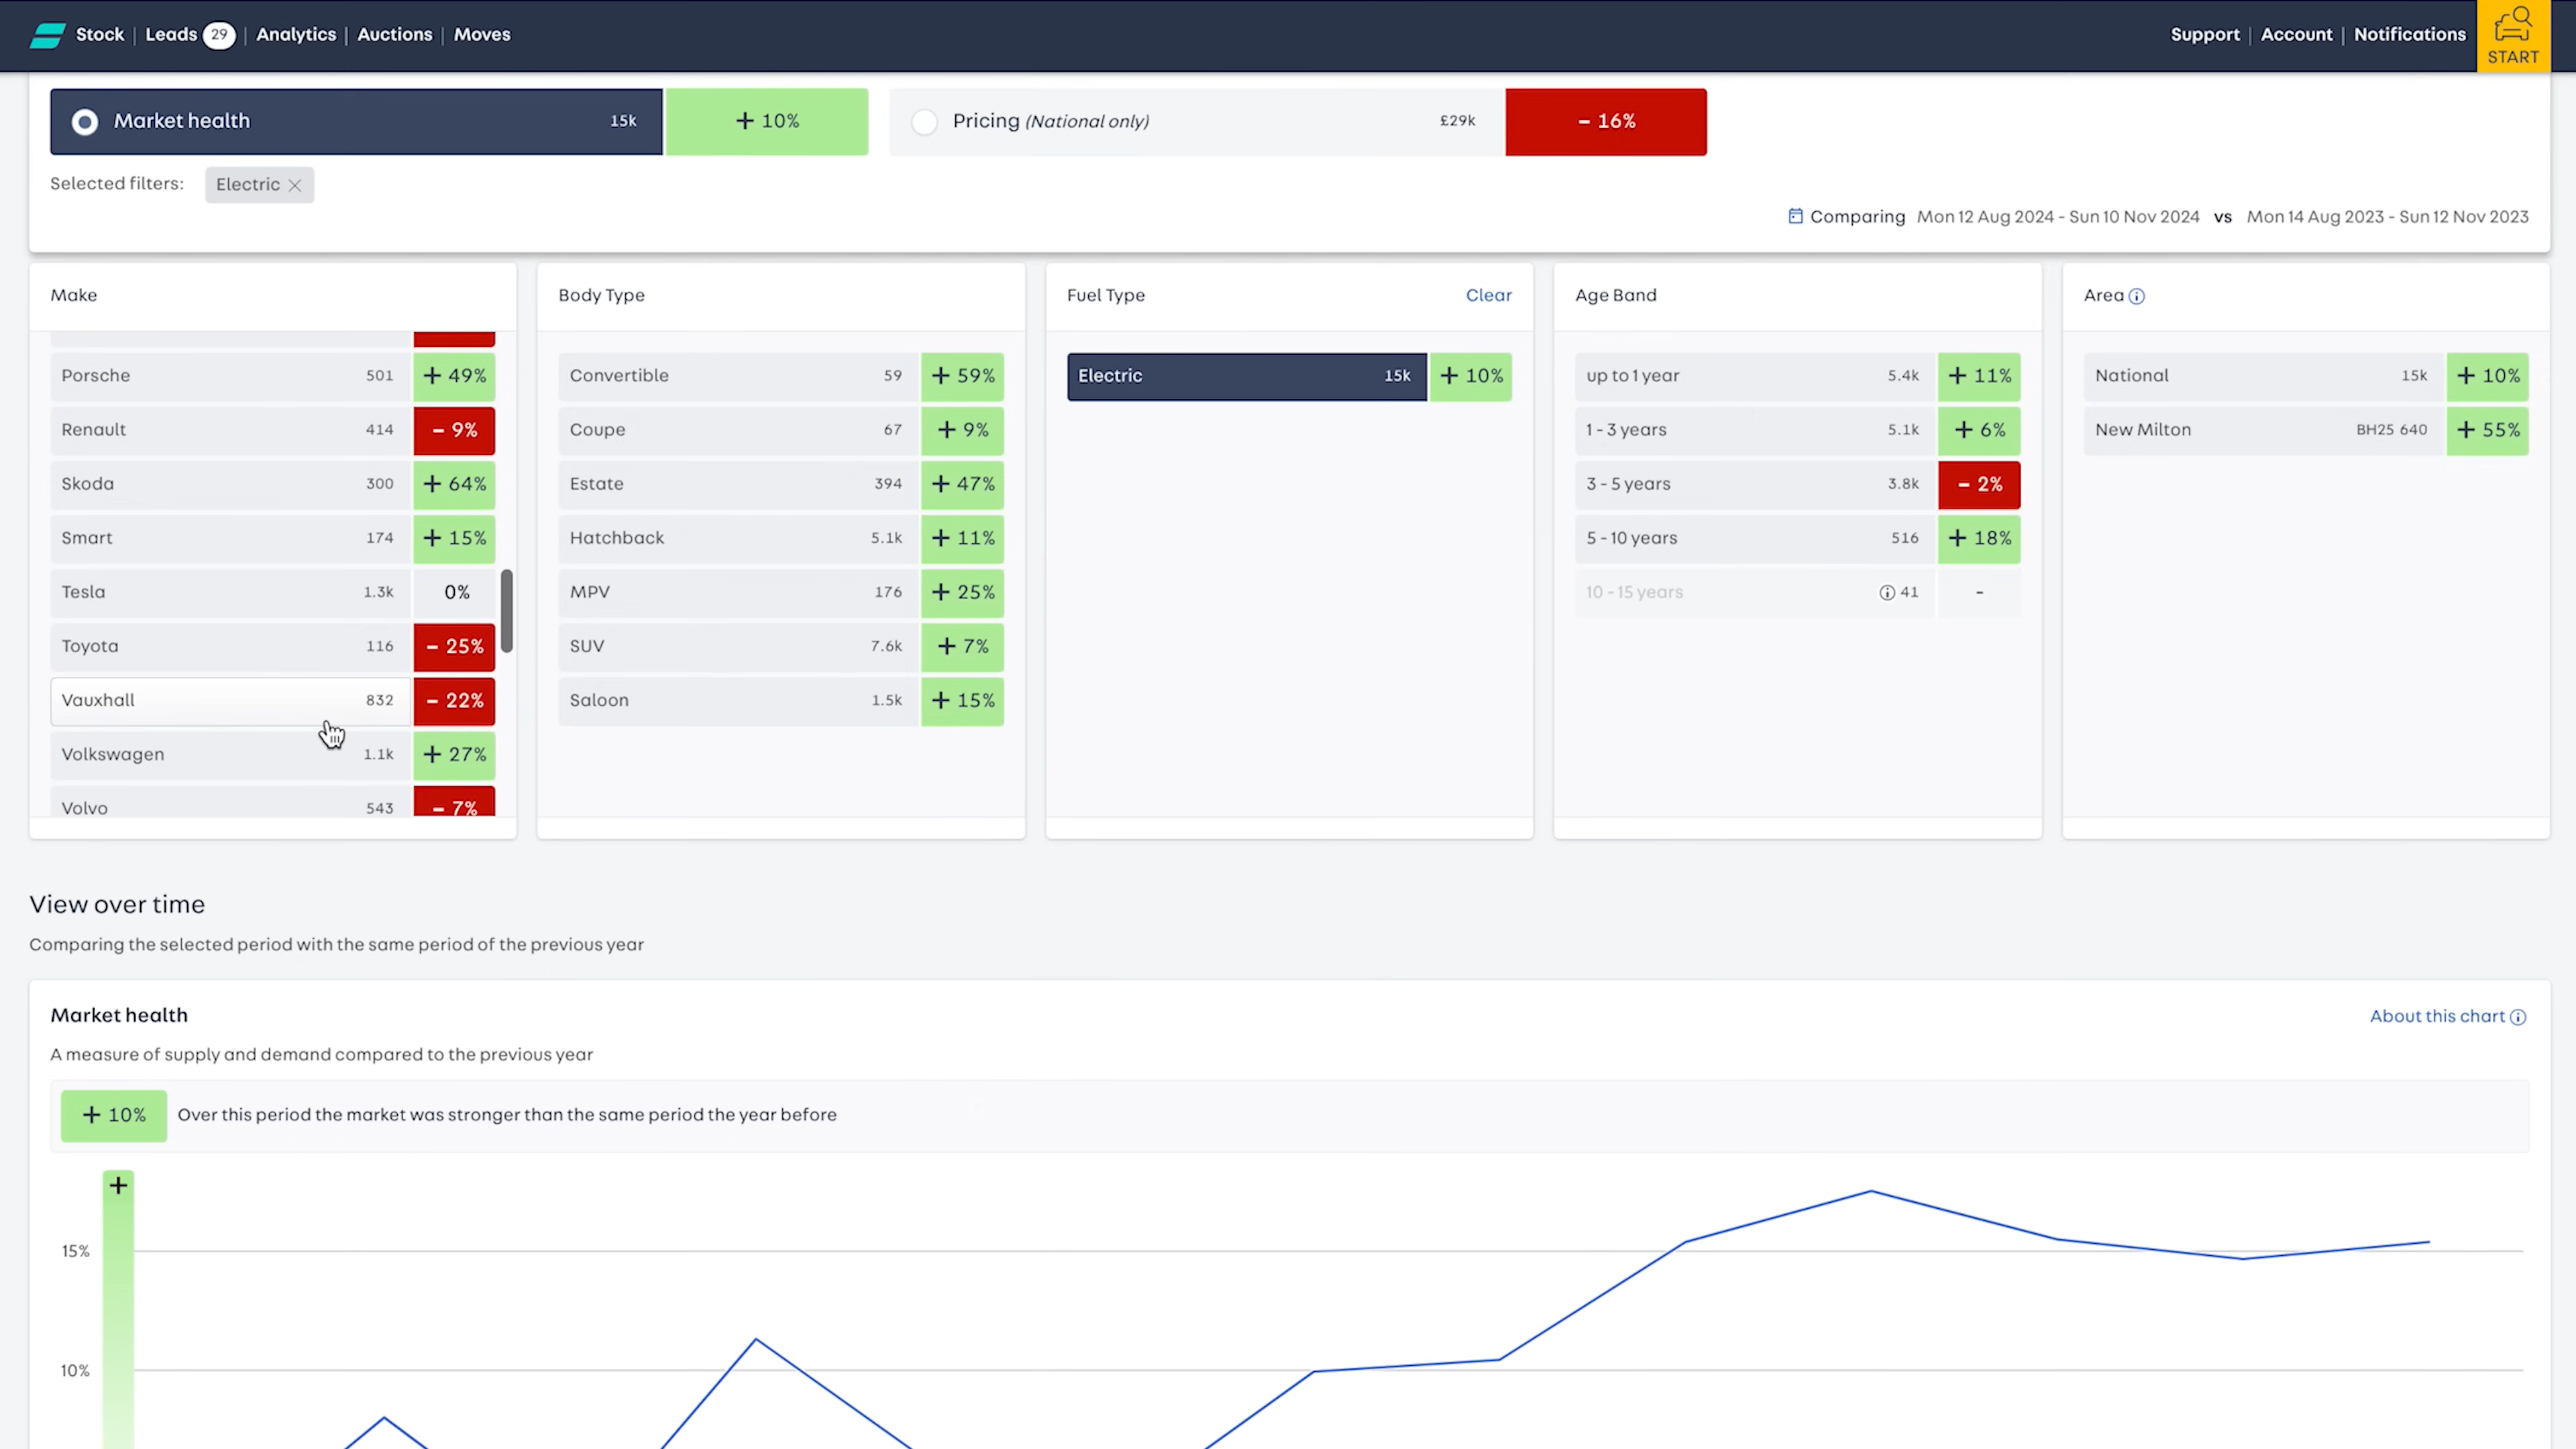 Stock | Leads 29 | Analytics | Auctions | Moves
Support | Account | Notifications
START
Market health 15k + 10%
Pricing (National only) £29k − 16%
Selected filters: Electric
Comparing Mon 12 Aug 2024 - Sun 10 Nov 2024 vs Mon 14 Aug 2023 - Sun 12 Nov 2023
Make
Porsche 501 + 49%
Renault 414 − 9%
Skoda 300 + 64%
Smart 174 + 15%
Tesla 1.3k 0%
Toyota 116 − 25%
Vauxhall 832 − 22%
Volkswagen 1.1k + 27%
Volvo 543 − 7%
Body Type
Convertible 59 + 59%
Coupe 67 + 9%
Estate 394 + 47%
Hatchback 5.1k + 11%
MPV 176 + 25%
SUV 7.6k + 7%
Saloon 1.5k + 15%
Fuel Type Clear
Electric 15k + 10%
Age Band
up to 1 year 5.4k + 11%
1 - 3 years 5.1k + 6%
3 - 5 years 3.8k − 2%
5 - 10 years 516 + 18%
10 - 15 years 41 -
Area
National 15k + 10%
New Milton BH25 640 + 55%
View over time
Comparing the selected period with the same period of the previous year
Market health
About this chart
A measure of supply and demand compared to the previous year
+ 10% Over this period the market was stronger than the same period the year before
+
15%
10%